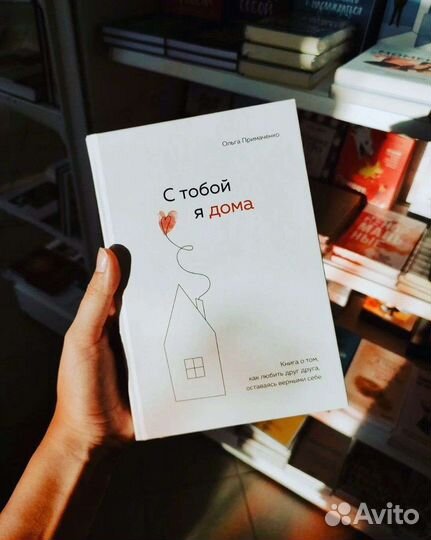 Ольга Примаченко
С тобой
я дома
Книга о том,
как любить друг друга,
оставаясь верными себе
Avito